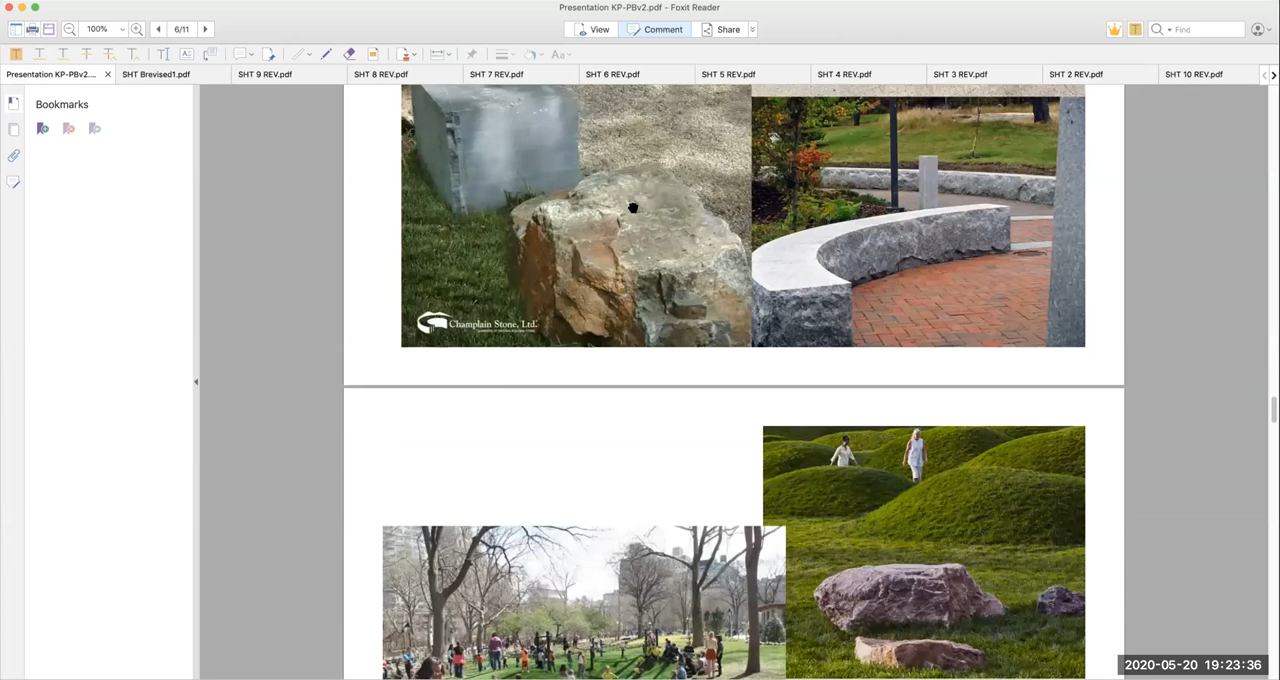 Presentation KP-PBv2.pdf - Foxit Reader
100%
6/11
View
Comment
Share
Find
Presentation KP-PBv2....
SHT Brevised1.pdf
SHT 9 REV.pdf
SHT 8 REV.pdf
SHT 7 REV.pdf
SHT 6 REV.pdf
SHT 5 REV.pdf
SHT 4 REV.pdf
SHT 3 REV.pdf
SHT 2 REV.pdf
SHT 10 REV.pdf
Bookmarks
Champlain Stone, Ltd.
2020-05-20 19:23:36